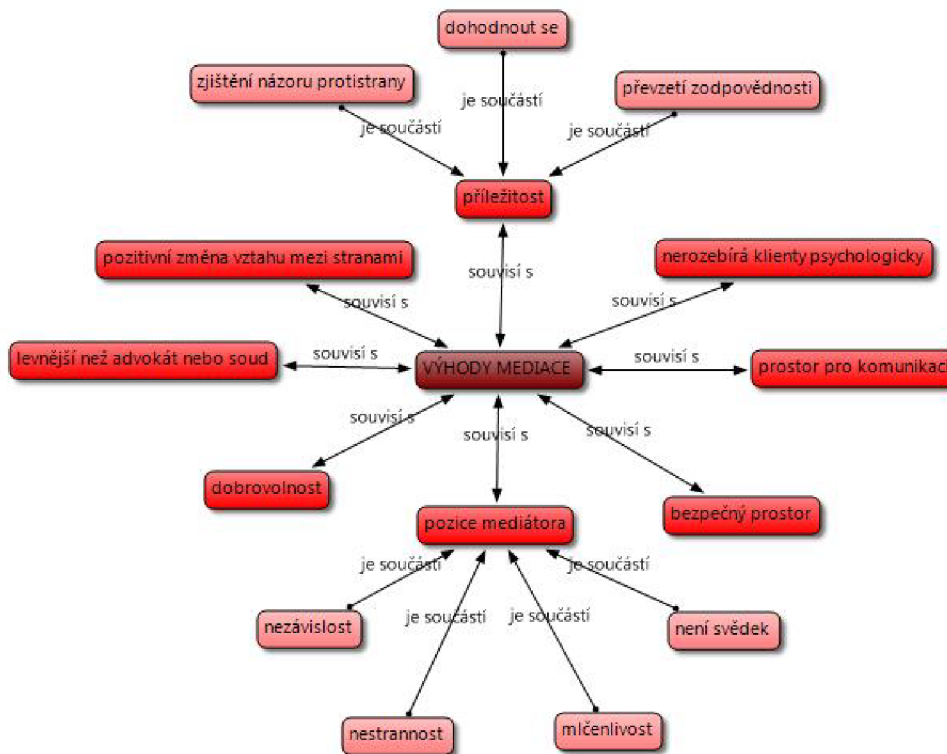 dohodnout se
zjištění názoru protistrany
převzetí zodpovědnosti
je součástí
je součástí
je součástí
příležitost
pozitivní změna vztahu mezi stranami
nerozebírá klienty psychologicky
souvisí s
souvisí s
souvisí s
levnější než advokát nebo soud
souvisí s
VÝHODY MEDIACE
souvisí s
prostor pro komunikaci
souvisí s
souvisí s
souvisí s
dobrovolnost
pozice mediátora
bezpečný prostor
je součástí
je součástí
je součástí
je součástí
nezávislost
není svědek
nestrannost
mlčenlivost